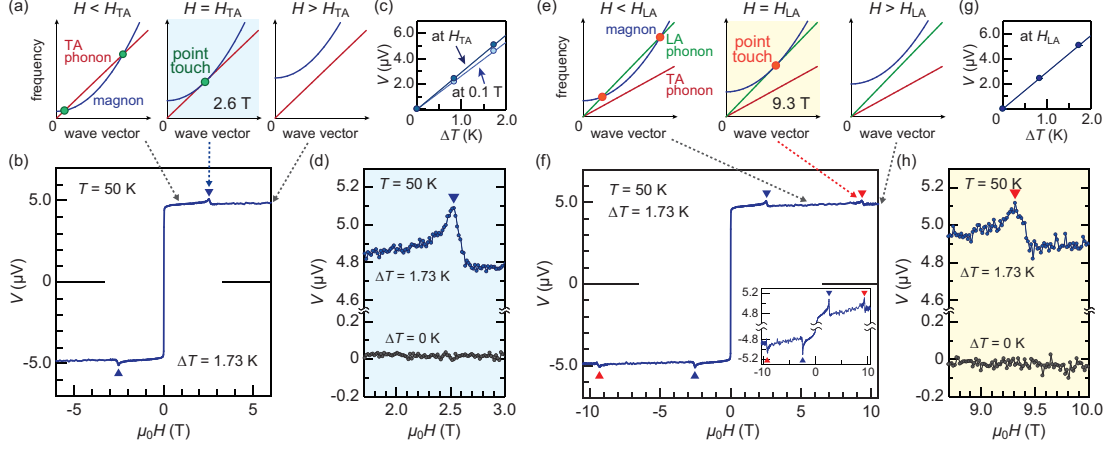 (a)
H < H_TA
H = H_TA
H > H_TA
frequency
TA
phonon
magnon
point
touch
2.6 T
0
0
0
wave vector
wave vector
wave vector
(c)
V (μV)
6.0
4.0
2.0
0
at H_TA
at 0.1 T
0
1.0
2.0
ΔT (K)
(e)
H < H_LA
H = H_LA
H > H_LA
frequency
magnon
LA
phonon
TA
phonon
point
touch
9.3 T
0
0
0
wave vector
wave vector
wave vector
(g)
V (μV)
6.0
4.0
2.0
0
at H_LA
0
1.0
2.0
ΔT (K)
(b)
T = 50 K
V (μV)
5.0
0
-5.0
ΔT = 1.73 K
-5
0
5
μ0H (T)
(d)
T = 50 K
V (μV)
5.2
5.0
4.8
4.6
0.2
0
-0.2
ΔT = 1.73 K
ΔT = 0 K
2.0
2.5
3.0
μ0H (T)
(f)
T = 50 K
ΔT = 1.73 K
V (μV)
5.0
0
-5.0
5.2
4.8
-4.8
-5.2
-10
-5
0
5
10
-10
-5
0
5
10
μ0H (T)
(h)
T = 50 K
V (μV)
5.2
5.0
4.8
4.6
0.2
0
-0.2
ΔT = 1.73 K
ΔT = 0 K
9.0
9.5
10.0
μ0H (T)